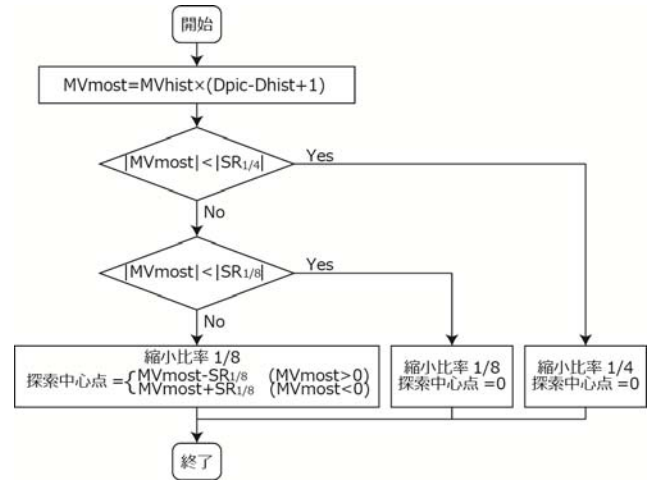 開始
MVmost=MVhist×(Dpic-Dhist+1)
|MVmost|<|SR1/4|
Yes
No
|MVmost|<|SR1/8|
Yes
No
縮小比率 1/8
探索中心点 ={MVmost-SR1/8 (MVmost>0)
MVmost+SR1/8 (MVmost<0)
縮小比率 1/8
探索中心点 =0
縮小比率 1/4
探索中心点 =0
終了